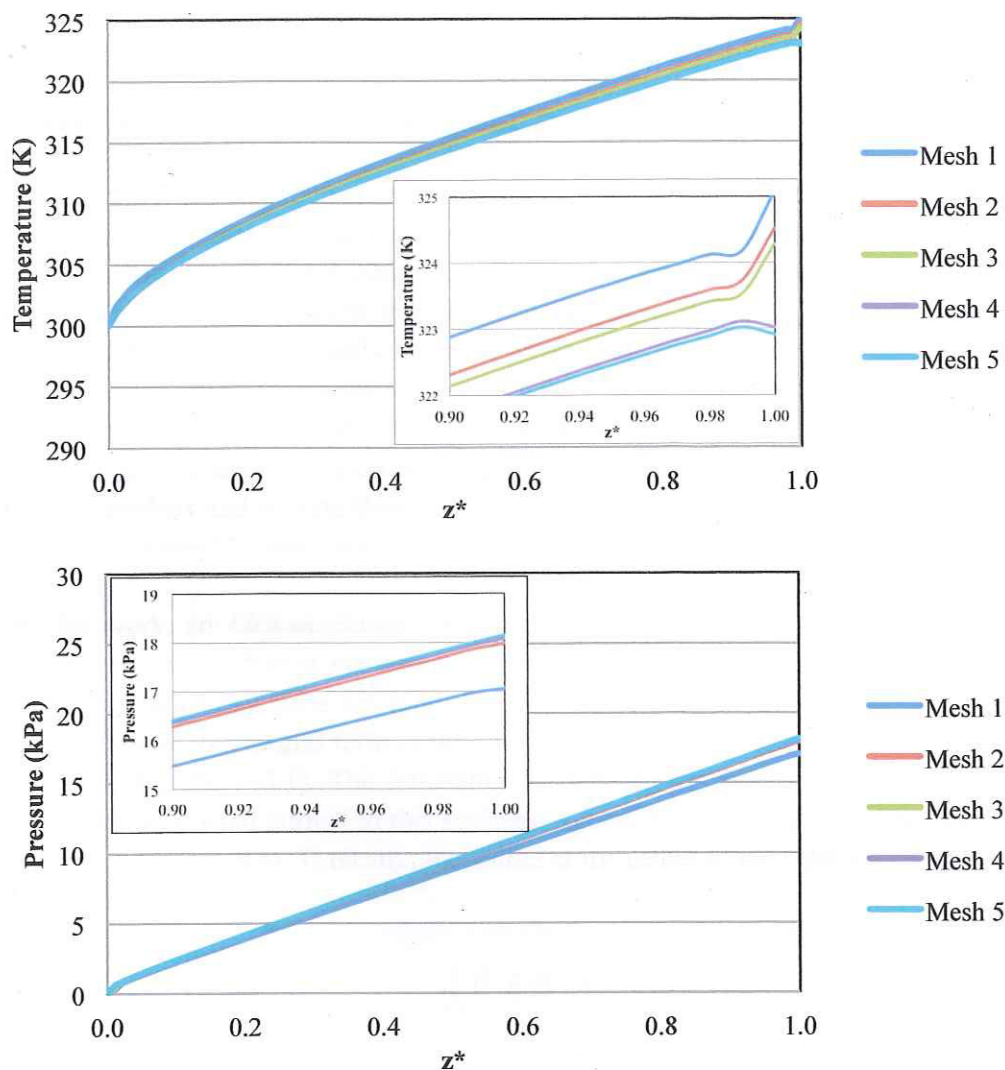 325
320
315
310
305
300
295
290
Temperature (K)
0.0 0.2 0.4 0.6 0.8 1.0
z*
325
324
323
322
Temperature (K)
0.90 0.92 0.94 0.96 0.98 1.00
z*
Mesh 1
Mesh 2
Mesh 3
Mesh 4
Mesh 5
30
25
20
15
10
5
0
Pressure (kPa)
0.0 0.2 0.4 0.6 0.8 1.0
z*
19
18
17
16
15
Pressure (kPa)
0.90 0.92 0.94 0.96 0.98 1.00
z*
Mesh 1
Mesh 2
Mesh 3
Mesh 4
Mesh 5